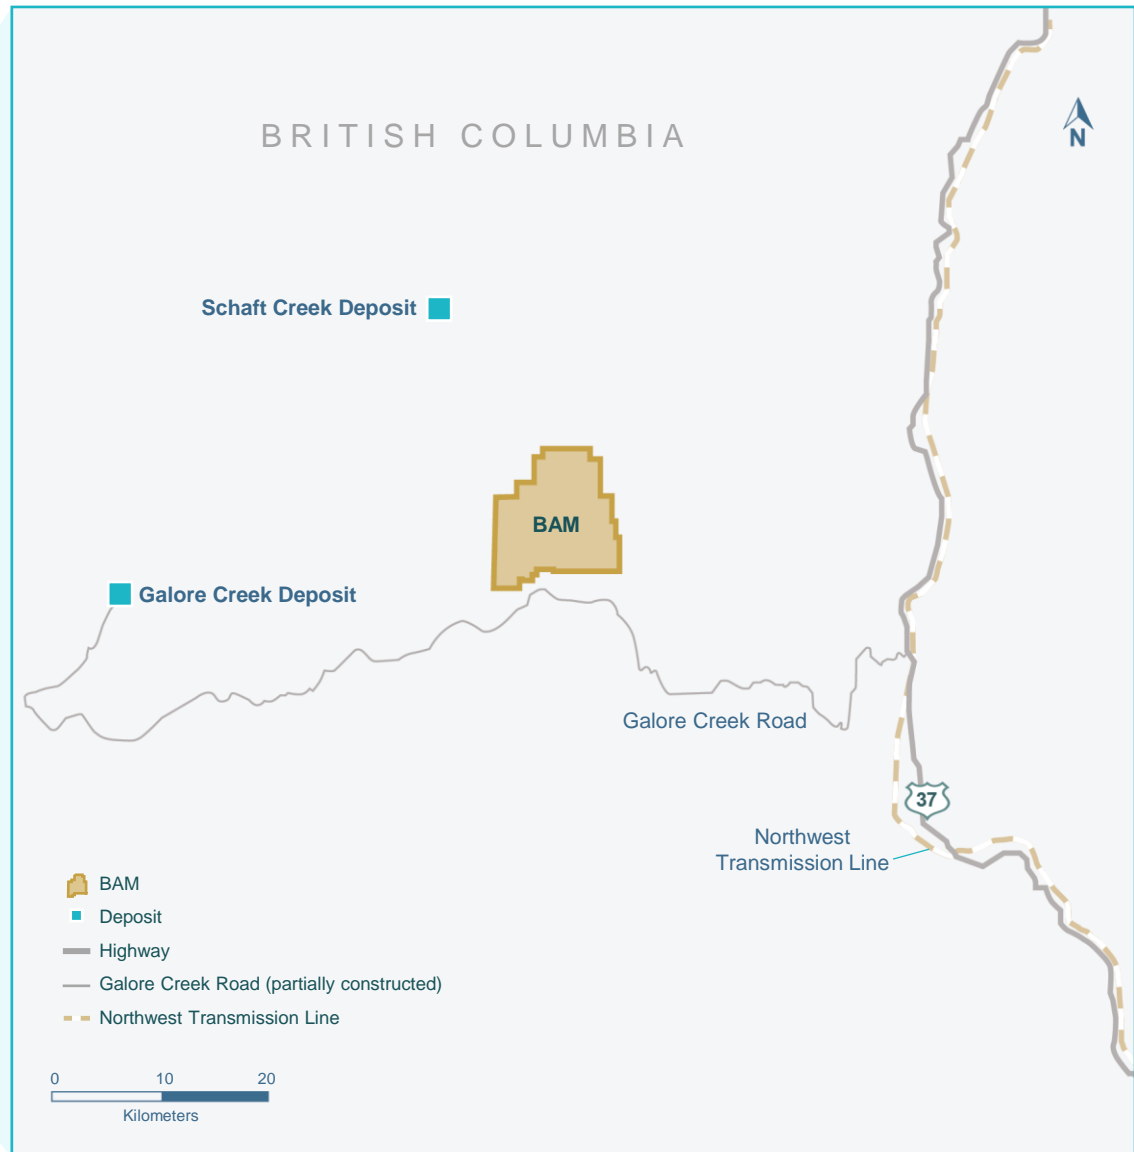 BRITISH COLUMBIA
N
Schaft Creek Deposit
BAM
Galore Creek Deposit
Galore Creek Road
37
Northwest
Transmission Line
BAM
Deposit
Highway
Galore Creek Road (partially constructed)
Northwest Transmission Line
0 10 20
Kilometers